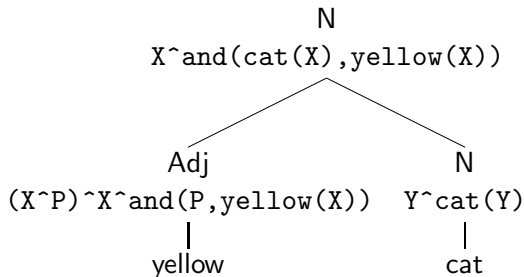 N
X^and(cat(X),yellow(X))
Adj N
(X^P)^X^and(P,yellow(X)) Y^cat(Y)
yellow cat